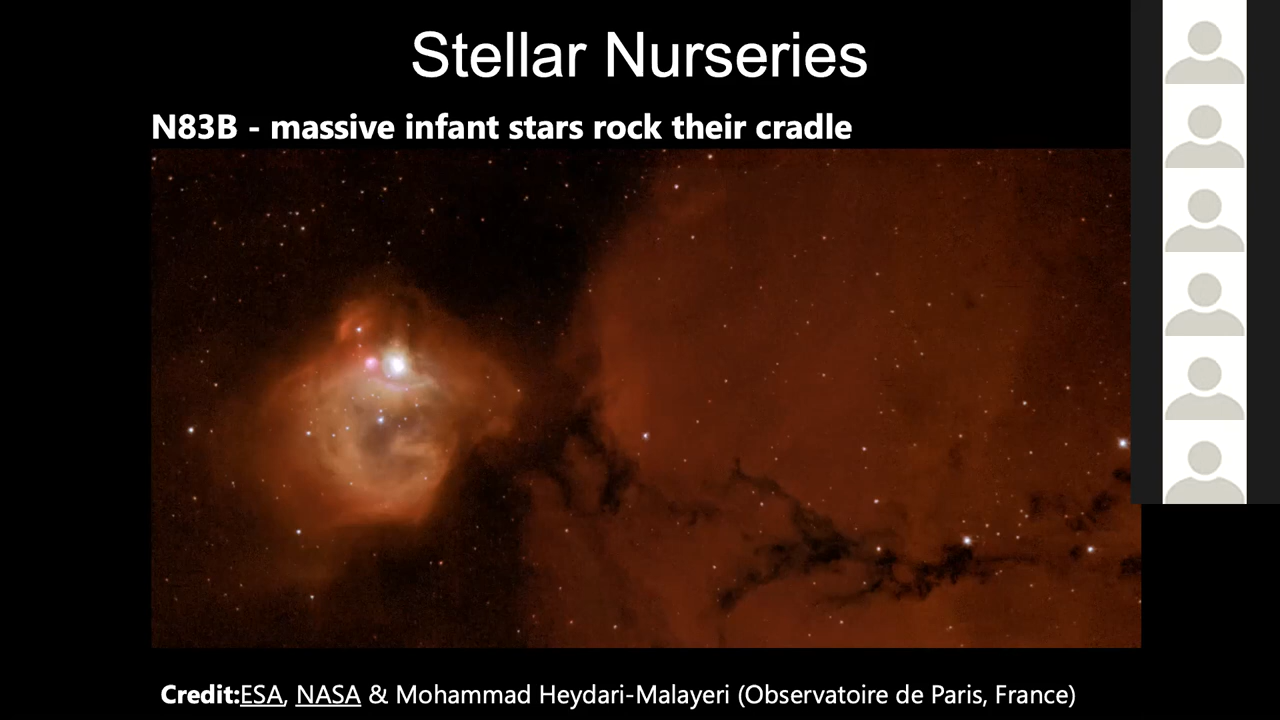 Stellar Nurseries
N83B - massive infant stars rock their cradle
Credit:ESA, NASA & Mohammad Heydari-Malayeri (Observatoire de Paris, France)